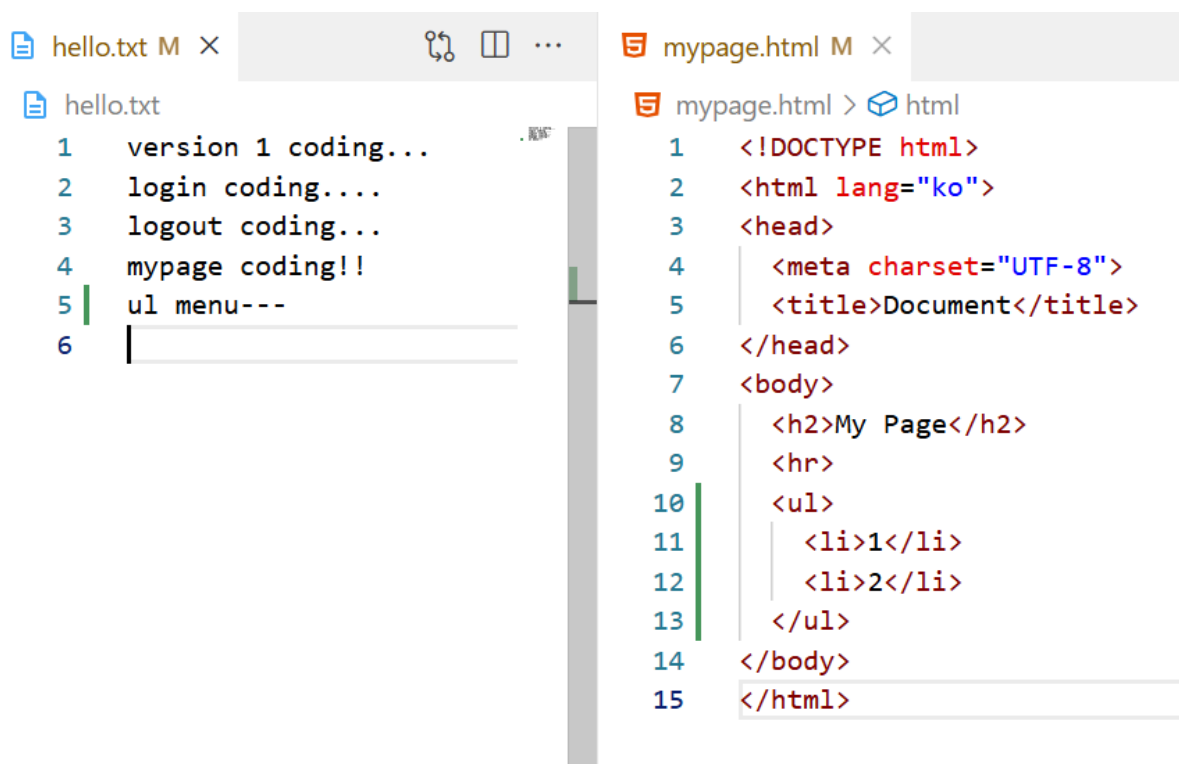 hello.txt M
hello.txt
1 version 1 coding...
2 login coding....
3 logout coding...
4 mypage coding!!
5 ul menu---
6
mypage.html M
mypage.html > html
1 <!DOCTYPE html>
2 <html lang="ko">
3 <head>
4   <meta charset="UTF-8">
5   <title>Document</title>
6 </head>
7 <body>
8   <h2>My Page</h2>
9   <hr>
10   <ul>
11     <li>1</li>
12     <li>2</li>
13   </ul>
14 </body>
15 </html>